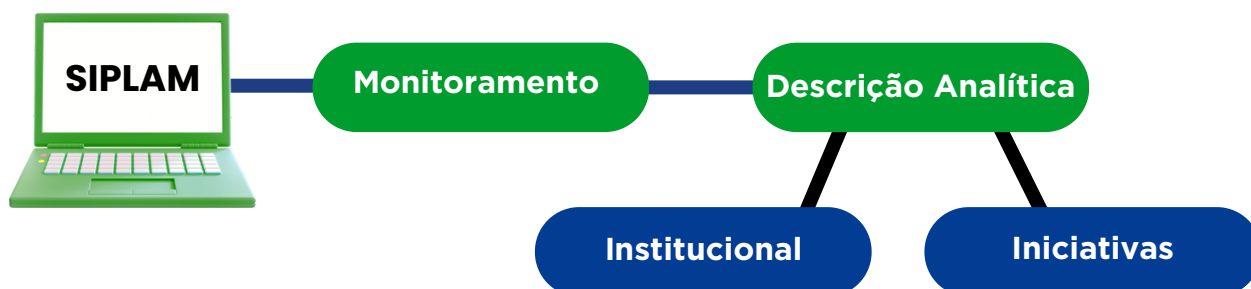 SIPLAM
Monitoramento
Descrição Analítica
Institucional
Iniciativas